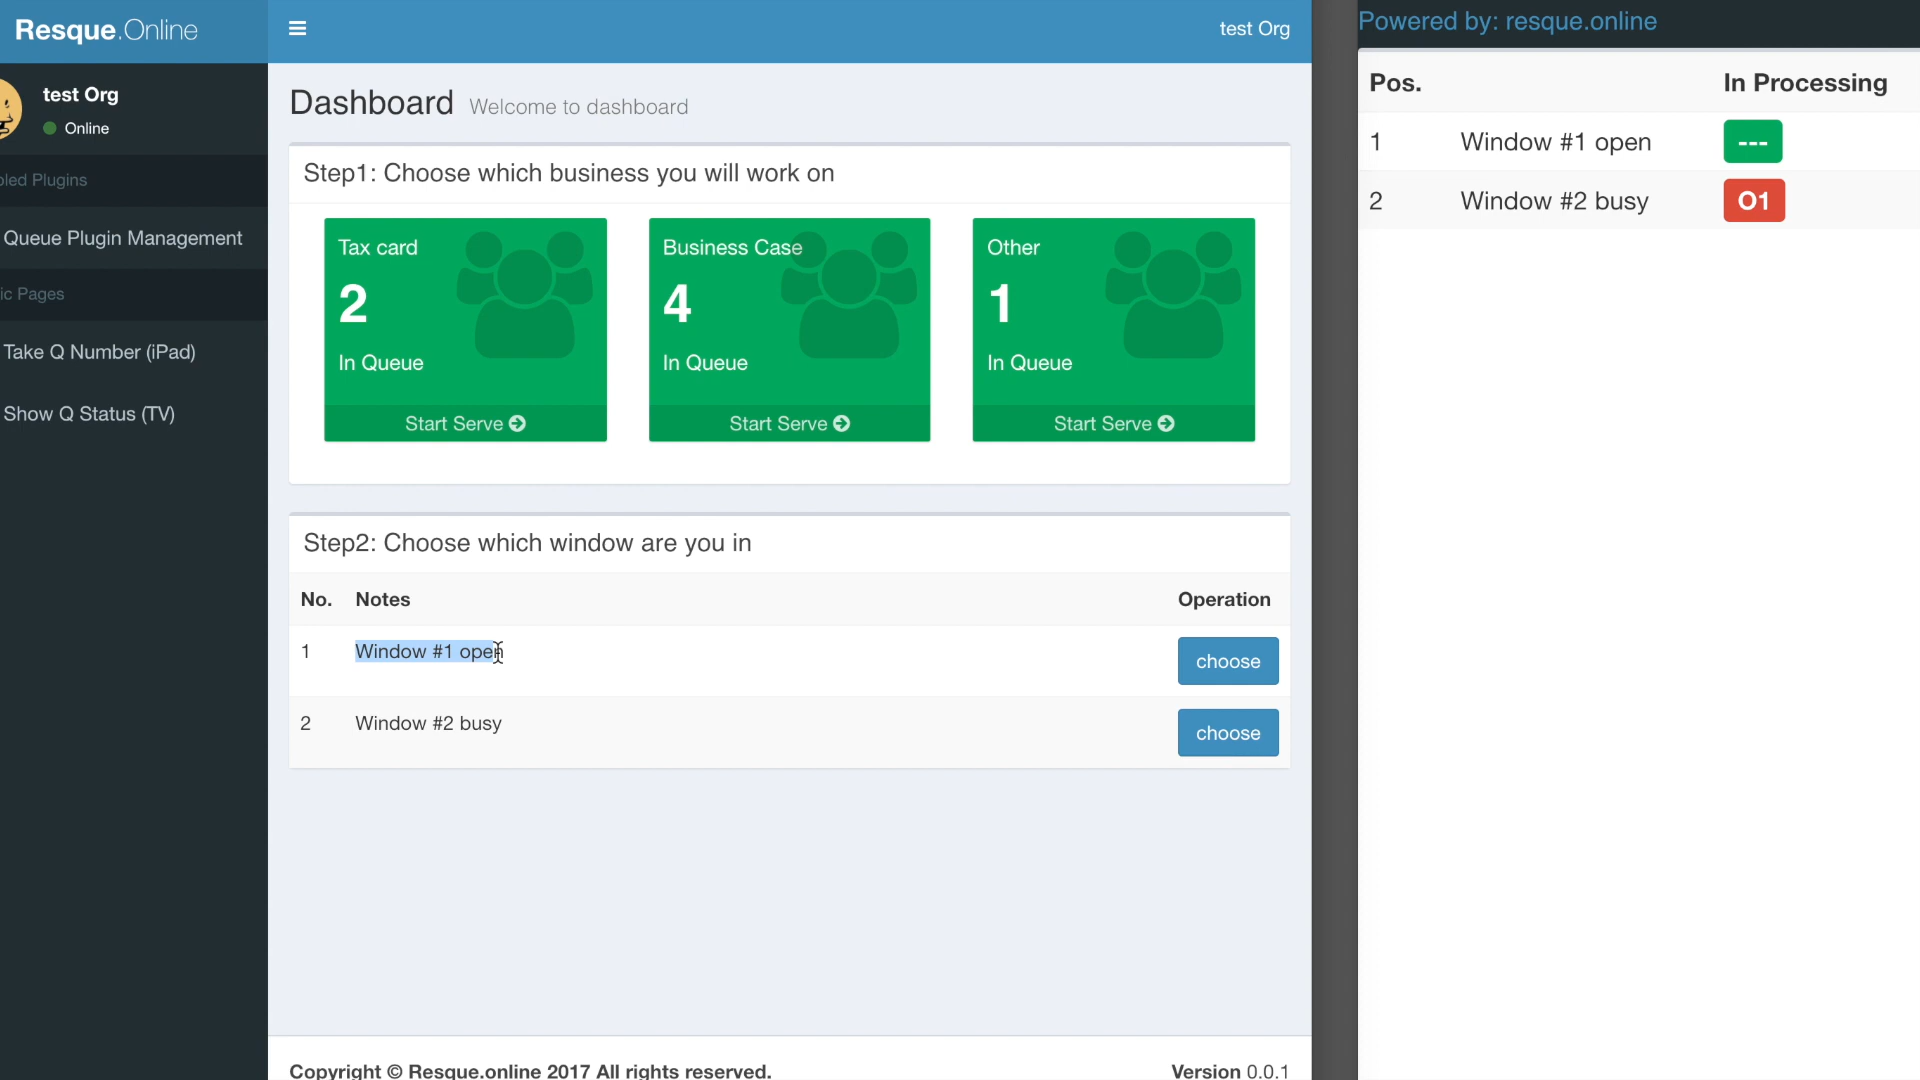 Resque.Online
test Org
test Org
Online
oled Plugins
Queue Plugin Management
ic Pages
Take Q Number (iPad)
Show Q Status (TV)
Dashboard Welcome to dashboard
Step1: Choose which business you will work on
Tax card
2
In Queue
Start Serve
Business Case
4
In Queue
Start Serve
Other
1
In Queue
Start Serve
Step2: Choose which window are you in
No. Notes Operation
1 Window #1 open choose
2 Window #2 busy choose
Copyright © Resque.online 2017 All rights reserved. Version 0.0.1
Powered by: resque.online
Pos. In Processing
1 Window #1 open ---
2 Window #2 busy O1